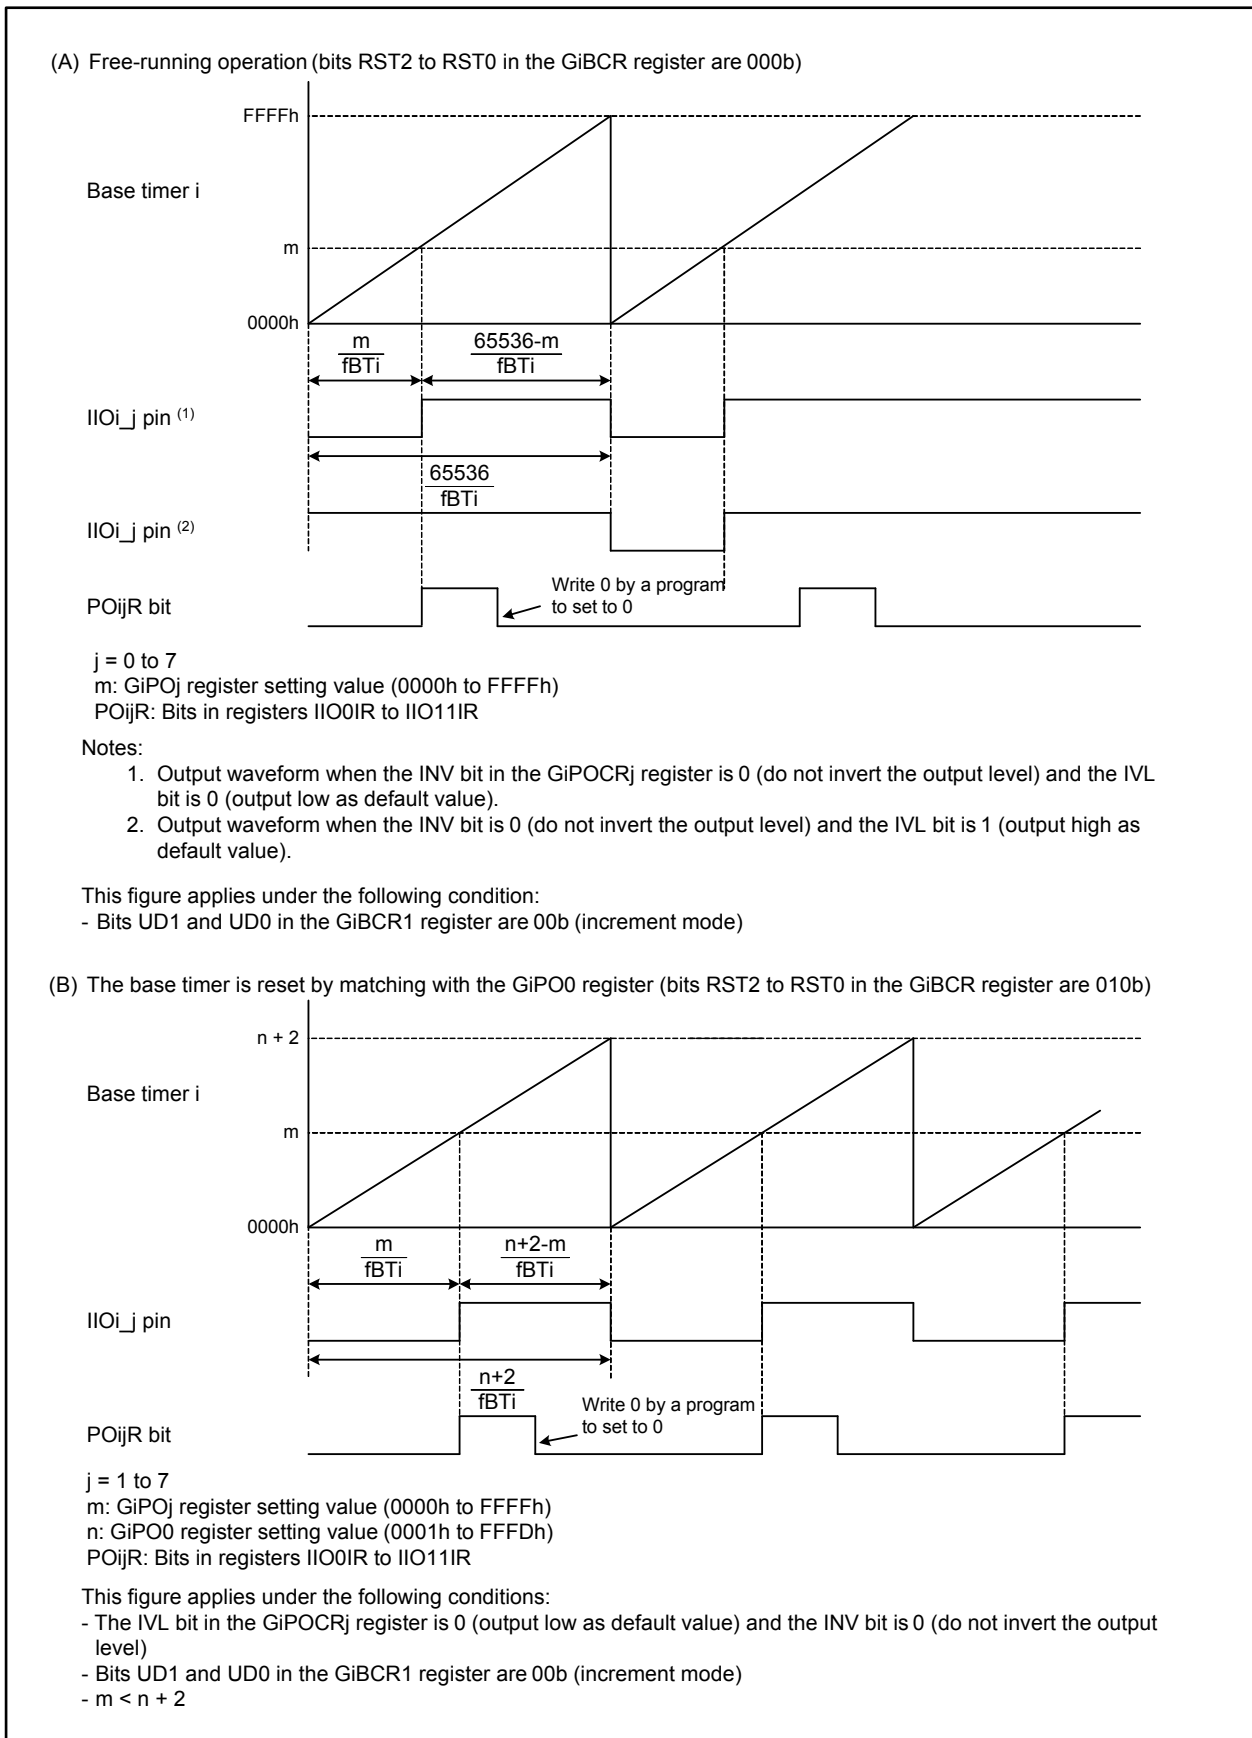 (A) Free-running operation (bits RST2 to RST0 in the GiBCR register are 000b)
FFFFh
Base timer i
m
0000h
m
fBTi
65536-m
fBTi
IIOi_j pin (1)
65536
fBTi
IIOi_j pin (2)
POijR bit
Write 0 by a program
to set to 0
j = 0 to 7
m: GiPOj register setting value (0000h to FFFFh)
POijR: Bits in registers IIO0IR to IIO11IR
Notes:
1. Output waveform when the INV bit in the GiPOCRj register is 0 (do not invert the output level) and the IVL
bit is 0 (output low as default value).
2. Output waveform when the INV bit is 0 (do not invert the output level) and the IVL bit is 1 (output high as
default value).
This figure applies under the following condition:
- Bits UD1 and UD0 in the GiBCR1 register are 00b (increment mode)
(B) The base timer is reset by matching with the GiPO0 register (bits RST2 to RST0 in the GiBCR register are 010b)
n + 2
Base timer i
m
0000h
m
fBTi
n+2-m
fBTi
IIOi_j pin
n+2
fBTi
Write 0 by a program
to set to 0
POijR bit
j = 1 to 7
m: GiPOj register setting value (0000h to FFFFh)
n: GiPO0 register setting value (0001h to FFFDh)
POijR: Bits in registers IIO0IR to IIO11IR
This figure applies under the following conditions:
- The IVL bit in the GiPOCRj register is 0 (output low as default value) and the INV bit is 0 (do not invert the output
level)
- Bits UD1 and UD0 in the GiBCR1 register are 00b (increment mode)
- m < n + 2